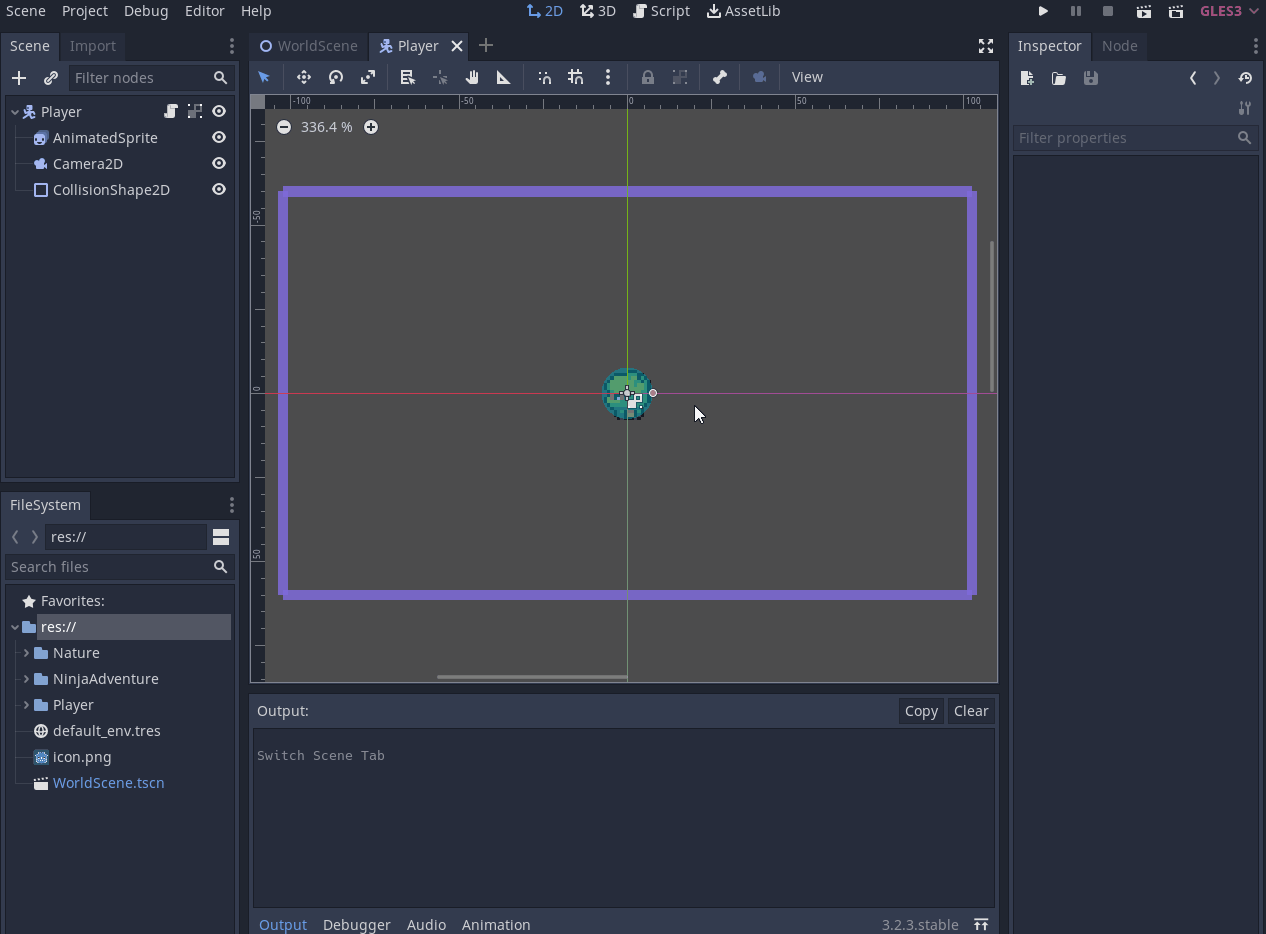 Scene Project Debug Editor Help 2D 3D Script AssetLib GLES3
Scene Import WorldScene Player Inspector Node
Filter nodes View
-100 -50 0 50 100
Player
336.4 %
AnimatedSprite Filter properties
Camera2D
CollisionShape2D
-50
0
50
FileSystem
res://
Search files
Favorites:
res://
Nature
NinjaAdventure
Player
default_env.tres
icon.png
WorldScene.tscn
Output: Copy Clear
Switch Scene Tab
Output Debugger Audio Animation 3.2.3.stable